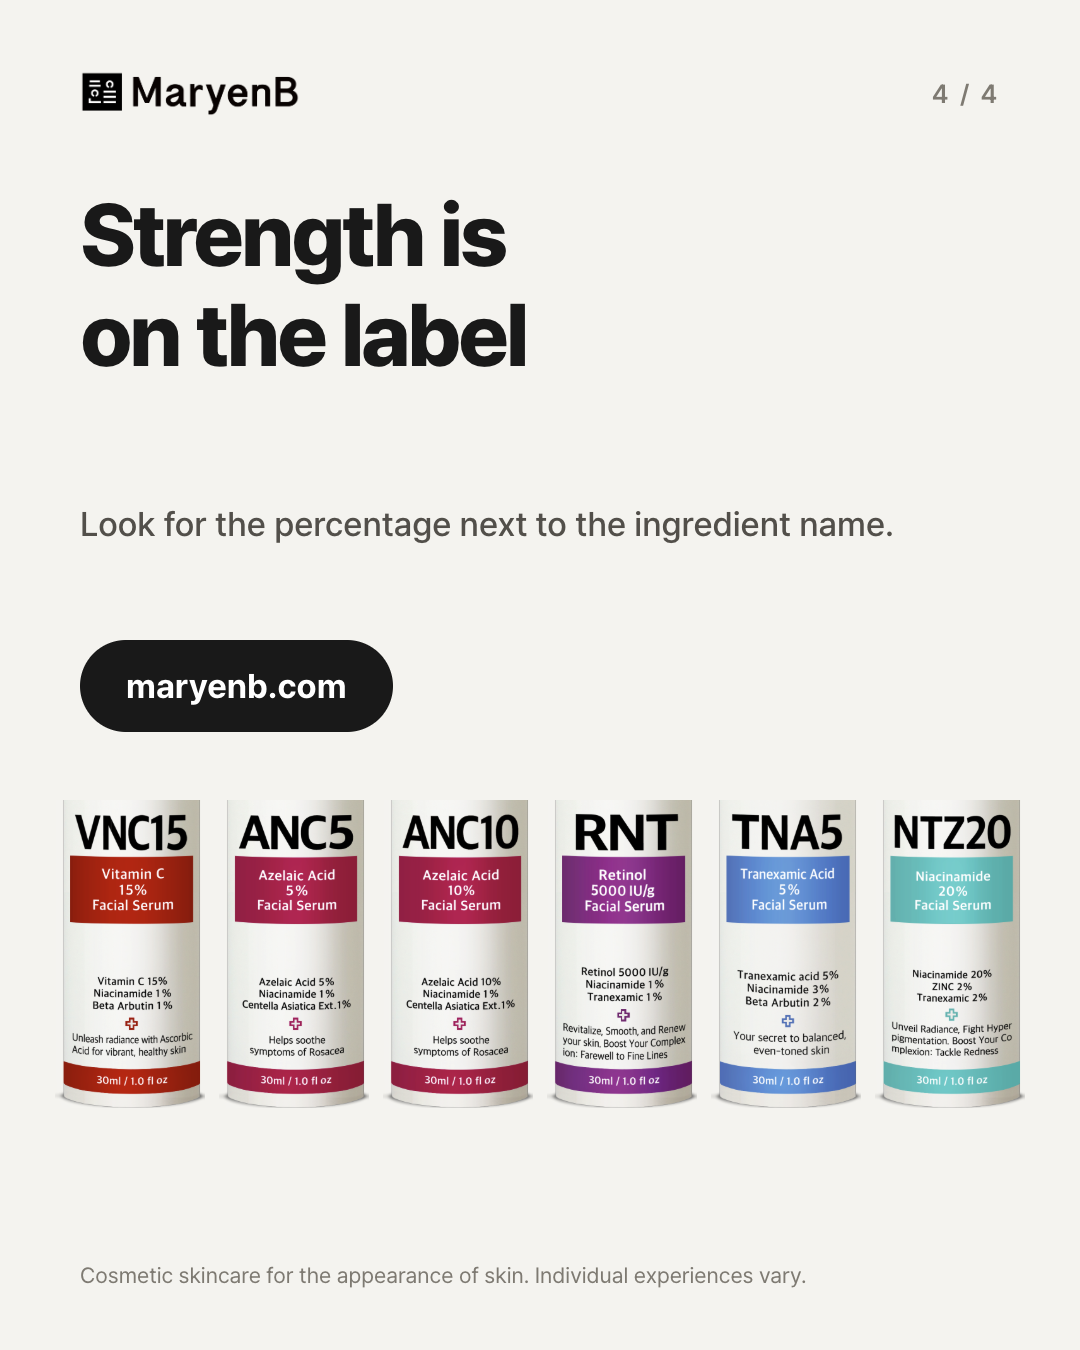 MaryenB
4 / 4
Strength is
on the label
Look for the percentage next to the ingredient name.
maryenb.com
VNC15
Vitamin C
15%
Facial Serum
Vitamin C 15%
Niacinamide 1%
Beta Arbutin 1%
Unleash radiance with Ascorbic
Acid for vibrant, healthy skin
30ml / 1.0 fl oz
ANC5
Azelaic Acid
5%
Facial Serum
Azelaic Acid 5%
Niacinamide 1%
Centella Asiatica Ext.1%
Helps soothe
symptoms of Rosacea
30ml / 1.0 fl oz
ANC10
Azelaic Acid
10%
Facial Serum
Azelaic Acid 10%
Niacinamide 1%
Centella Asiatica Ext.1%
Helps soothe
symptoms of Rosacea
30ml / 1.0 fl oz
RNT
Retinol
5000 IU/g
Facial Serum
Retinol 5000 IU/g
Niacinamide 1%
Tranexamic 1%
Revitalize, Smooth, and Renew
your skin. Boost Your Complex
ion: Farewell to Fine Lines
30ml / 1.0 fl oz
TNA5
Tranexamic Acid
5%
Facial Serum
Tranexamic acid 5%
Niacinamide 3%
Beta Arbutin 2%
Your secret to balanced,
even-toned skin
30ml / 1.0 fl oz
NTZ20
Niacinamide
20%
Facial Serum
Niacinamide 20%
ZINC 2%
Tranexamic 2%
Unveil Radiance, Fight Hyper
pigmentation. Boost Your Co
mplexion: Tackle Redness
30ml / 1.0 fl oz
Cosmetic skincare for the appearance of skin. Individual experiences vary.